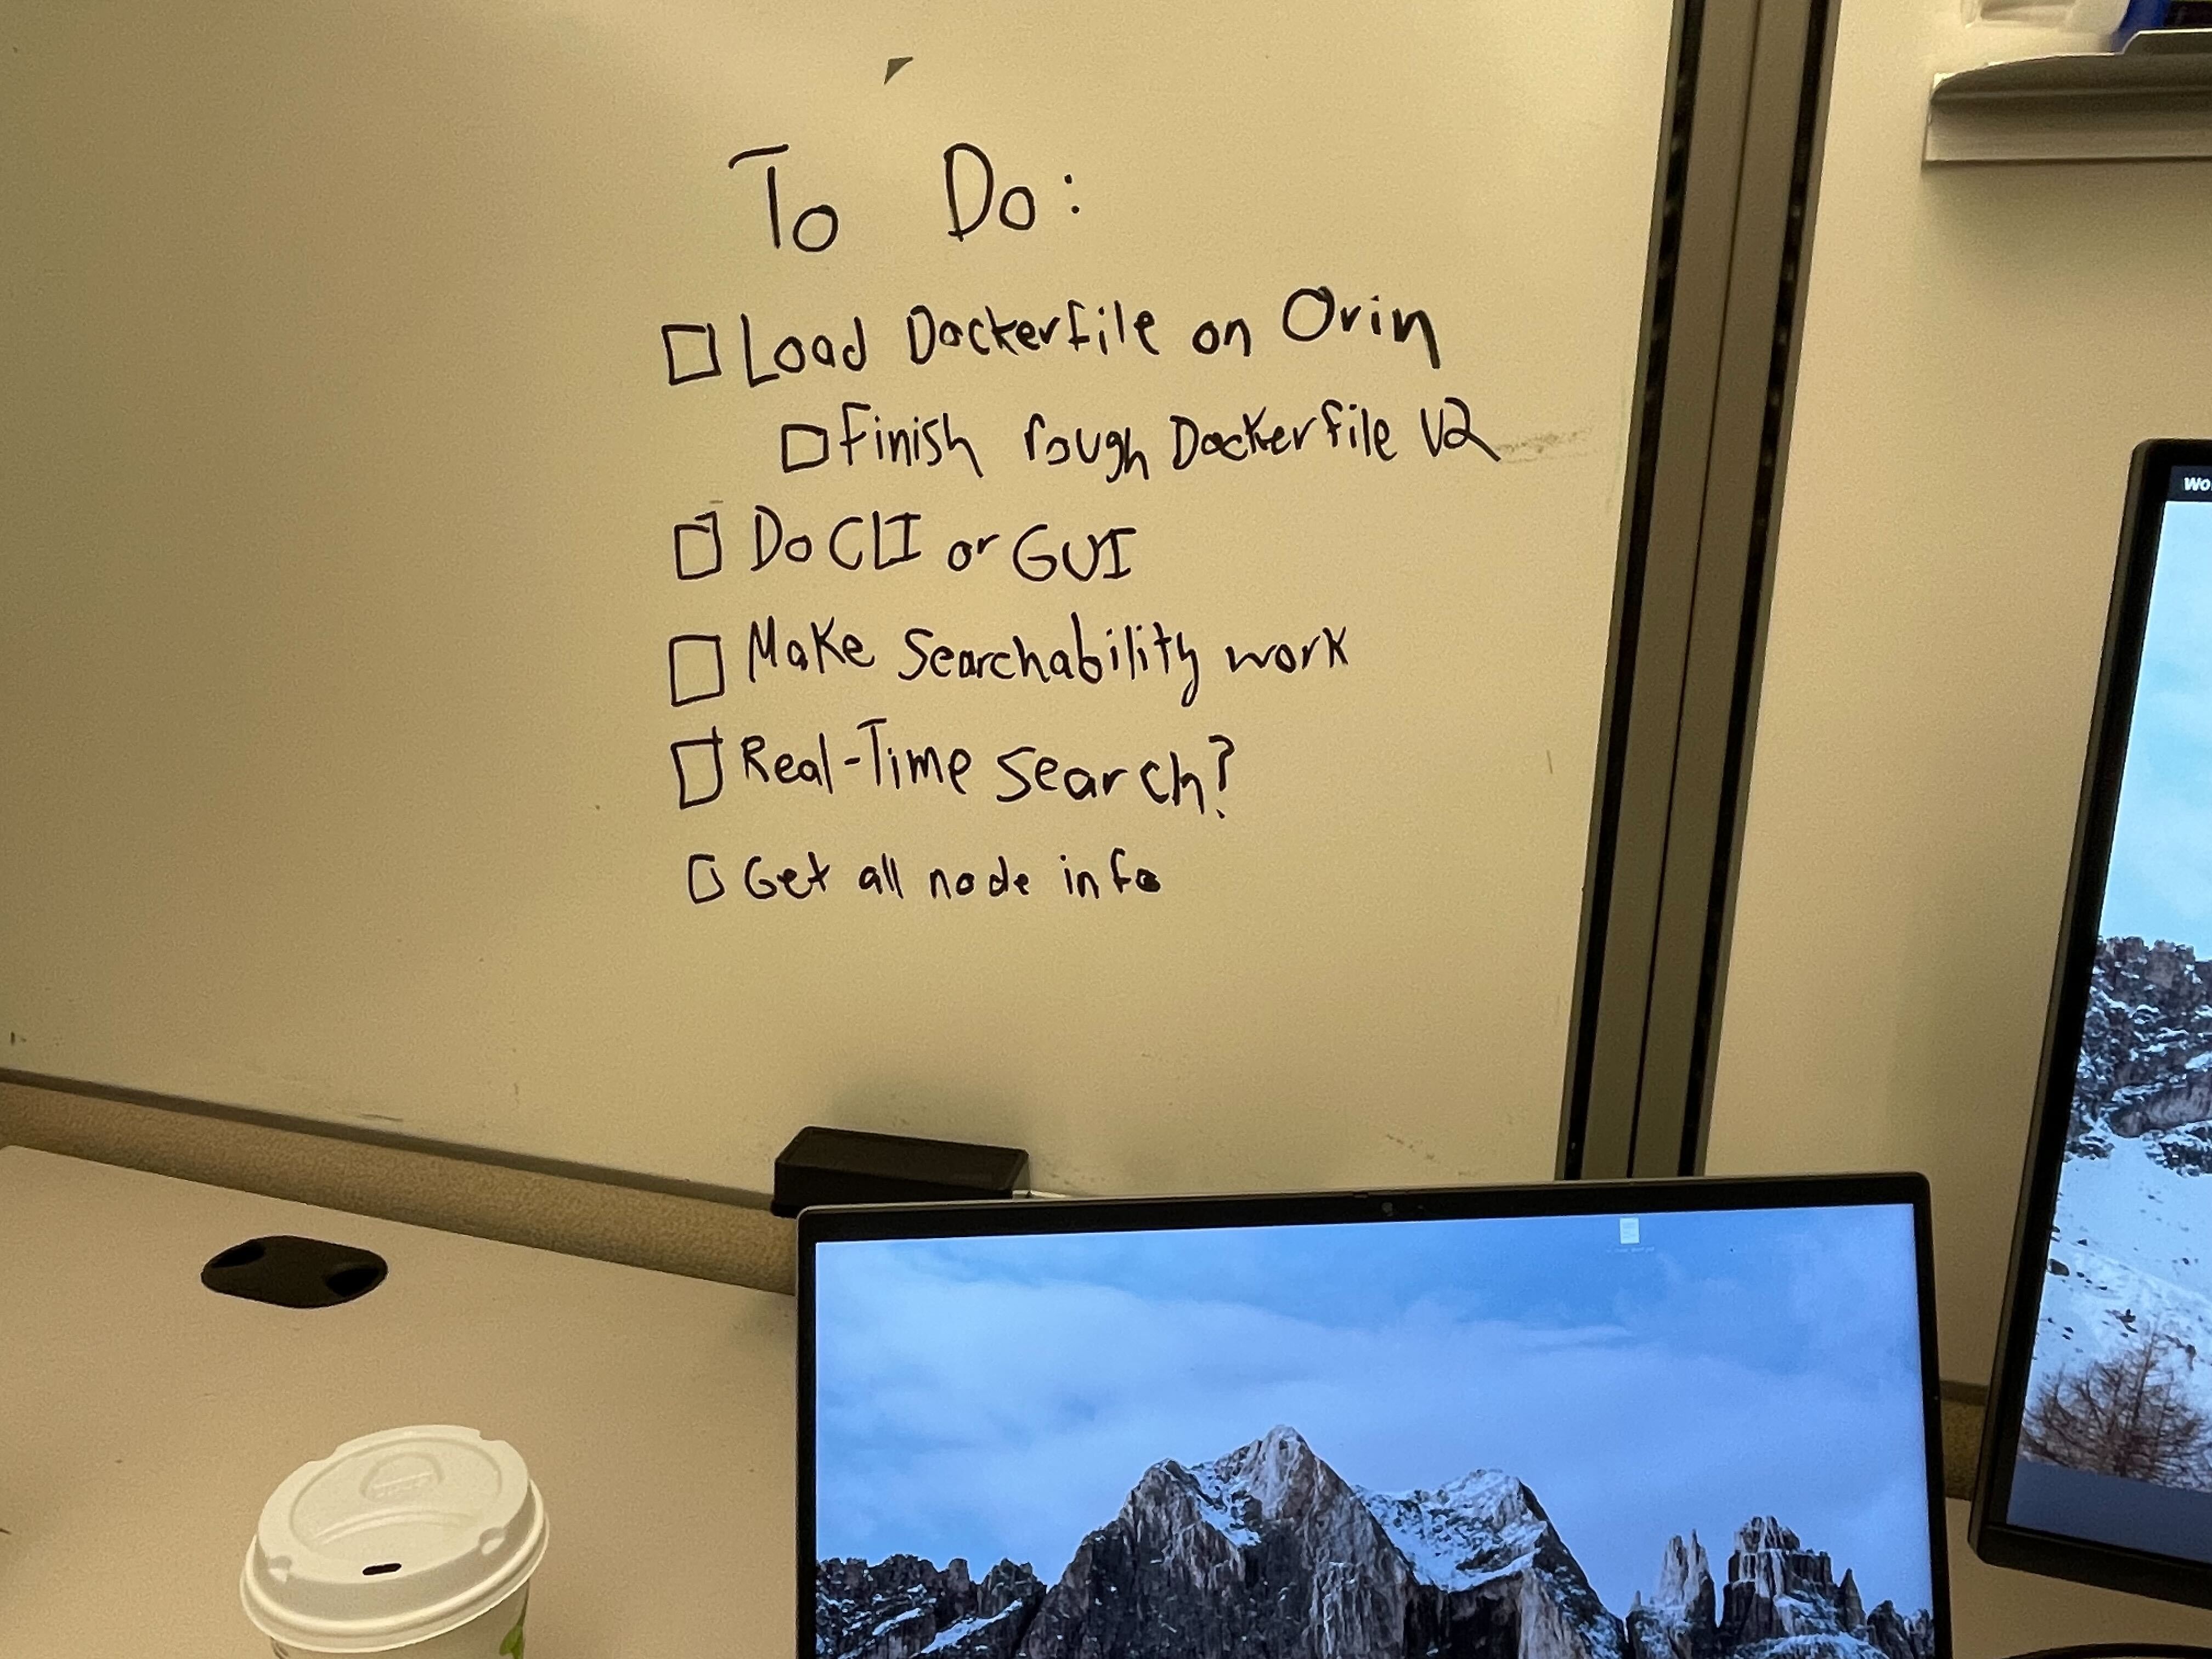 To Do:
Load Dockerfile on Orin
Finish rough Dockerfile V2
Do CLI or GUI
Make Searchability work
Real-Time Search?
Get all node info
Wo